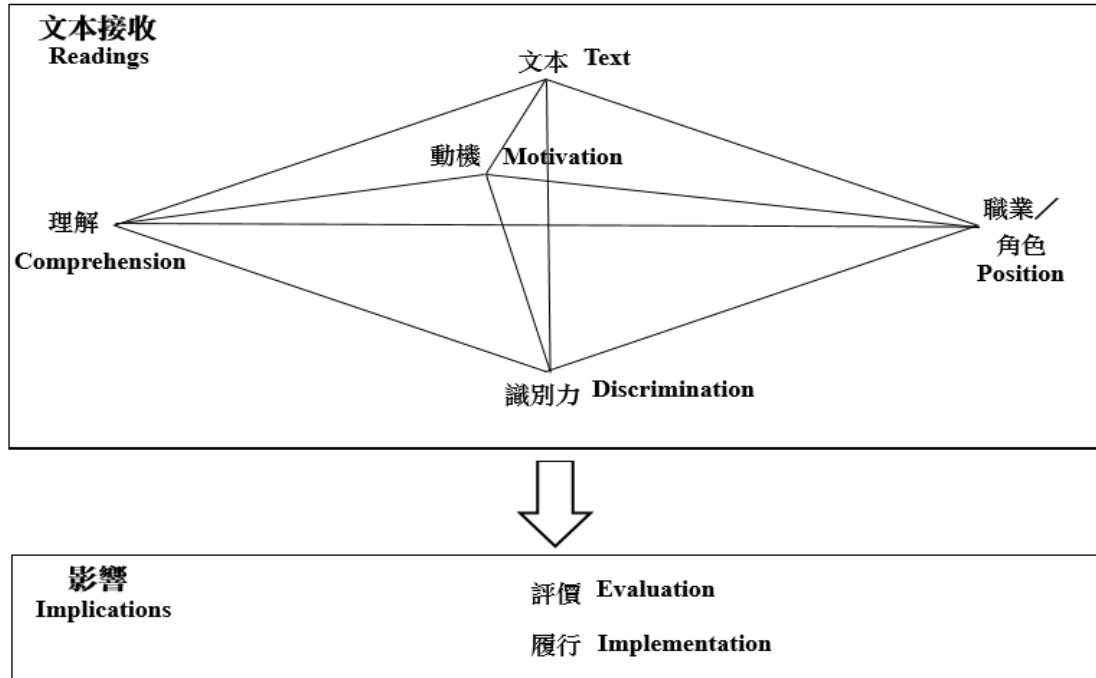 文本接收
Readings
文本 Text
動機 Motivation
理解
Comprehension
職業／
角色
Position
識別力 Discrimination
影響
Implications
評價 Evaluation
履行 Implementation